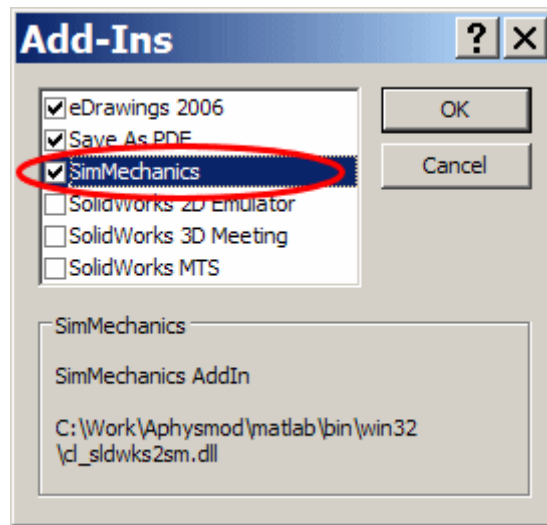 Add-Ins
eDrawings 2006
OK
Save As PDF
SimMechanics
Cancel
SolidWorks 2D Emulator
SolidWorks 3D Meeting
SolidWorks MTS
SimMechanics
SimMechanics AddIn
C:\Work\Aphysmod\matlab\bin\win32
\cl_sldwks2sm.dll